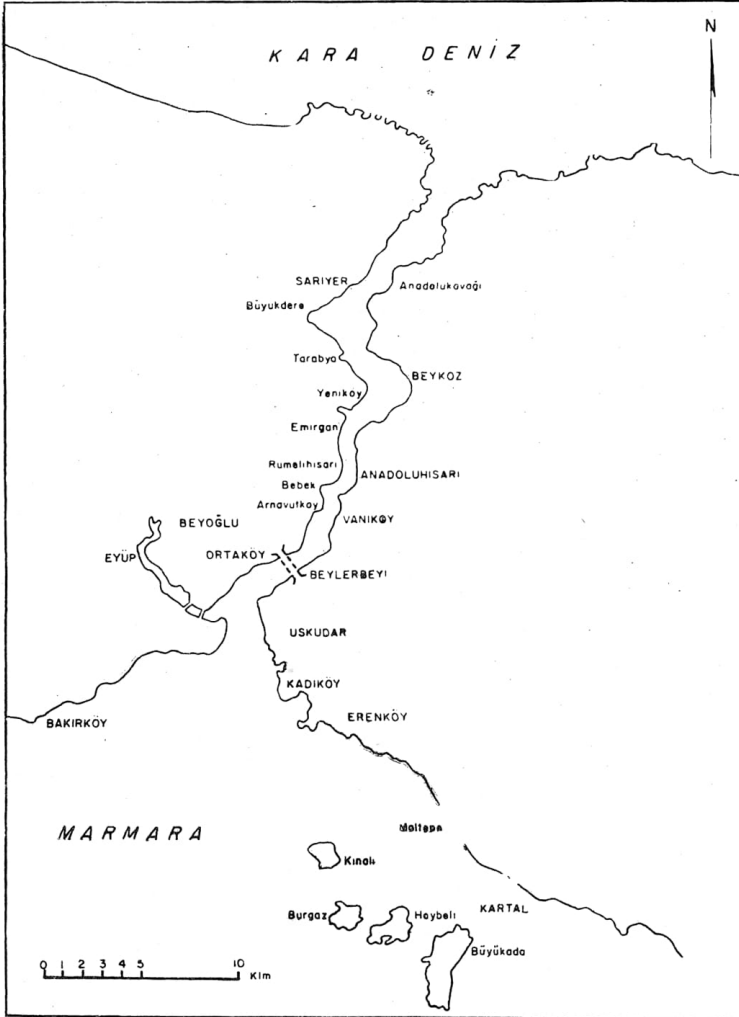 N
KARA DENİZ
SARIYER
Anadolukavağı
Büyükdere
Tarabya
BEYKOZ
Yeniköy
Emirgan
Rumelihisarı
ANADOLUHISARI
Bebek
Arnavutkoy
VANIKÖY
BEYOĞLU
ORTAKÖY
EYÜP
BEYLERBEYI
USKUDAR
KADIKÖY
ERENKÖY
BAKIRKÖY
MARMARA
Maltepe
Kınalı
Burgaz
Heybeli
KARTAL
Büyükada
0 1 2 3 4 5 10
Klm